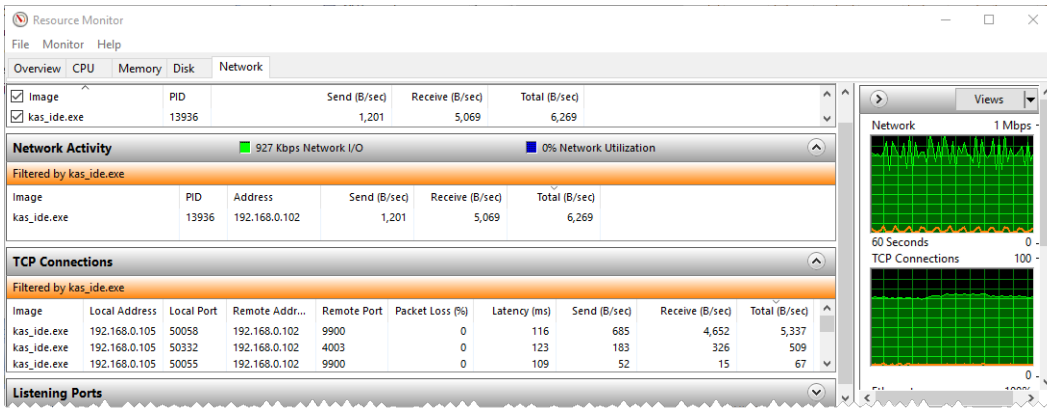 Resource Monitor
File Monitor Help
Overview CPU Memory Disk Network
Image PID Send (B/sec) Receive (B/sec) Total (B/sec)
kas_ide.exe 13936 1,201 5,069 6,269
Network Activity 927 Kbps Network I/O 0% Network Utilization
Filtered by kas_ide.exe
Image PID Address Send (B/sec) Receive (B/sec) Total (B/sec)
kas_ide.exe 13936 192.168.0.102 1,201 5,069 6,269
TCP Connections
Filtered by kas_ide.exe
Image Local Address Local Port Remote Addr... Remote Port Packet Loss (%) Latency (ms) Send (B/sec) Receive (B/sec) Total (B/sec)
kas_ide.exe 192.168.0.105 50058 192.168.0.102 9900 0 116 685 4,652 5,337
kas_ide.exe 192.168.0.105 50332 192.168.0.102 4003 0 123 183 326 509
kas_ide.exe 192.168.0.105 50055 192.168.0.102 9900 0 109 52 15 67
Listening Ports
Views
Network 1 Mbps
60 Seconds 0
TCP Connections 100
0